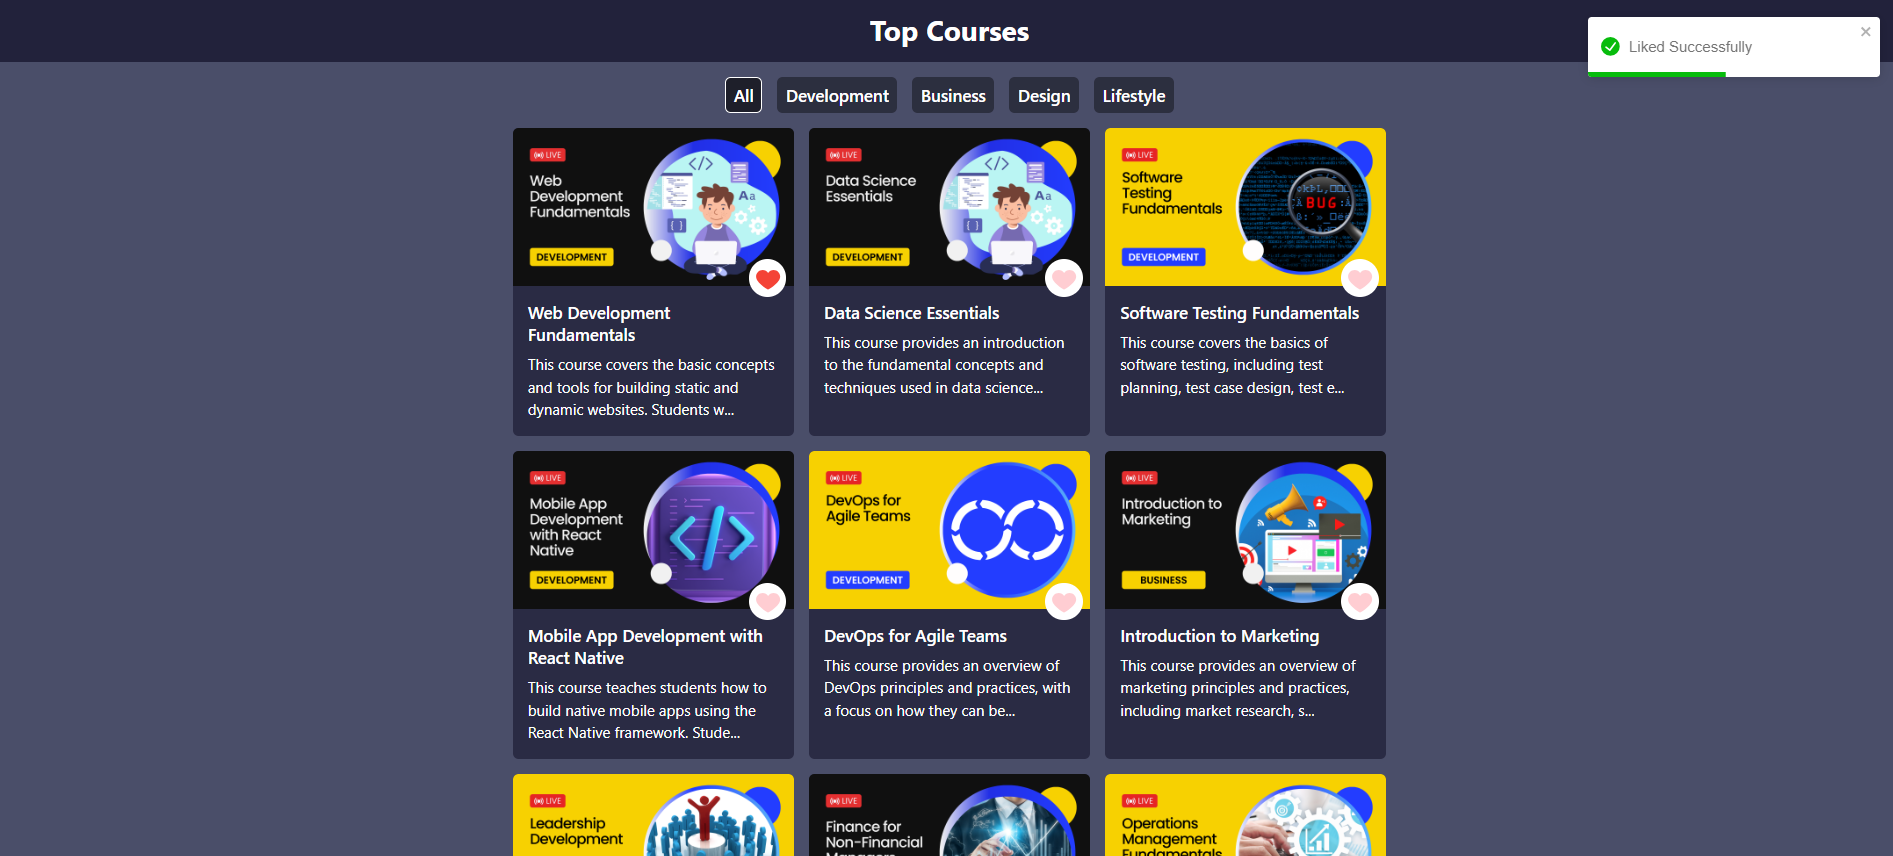 Top Courses
Liked Successfully
All
Development
Business
Design
Lifestyle
LIVE
Web
Development
Fundamentals
DEVELOPMENT
Web Development
Fundamentals
This course covers the basic concepts
and tools for building static and
dynamic websites. Students w...
LIVE
Data Science
Essentials
DEVELOPMENT
Data Science Essentials
This course provides an introduction
to the fundamental concepts and
techniques used in data science...
LIVE
Software
Testing
Fundamentals
BUG
DEVELOPMENT
Software Testing Fundamentals
This course covers the basics of
software testing, including test
planning, test case design, test e...
LIVE
Mobile App
Development
with React
Native
DEVELOPMENT
Mobile App Development with
React Native
This course teaches students how to
build native mobile apps using the
React Native framework. Stude...
LIVE
DevOps for
Agile Teams
DEVELOPMENT
DevOps for Agile Teams
This course provides an overview of
DevOps principles and practices, with
a focus on how they can be...
LIVE
Introduction to
Marketing
BUSINESS
Introduction to Marketing
This course provides an overview of
marketing principles and practices,
including market research, s...
LIVE
Leadership
Development
LIVE
Finance for
Non-Financial
Managers
LIVE
Operations
Management
Fundamentals